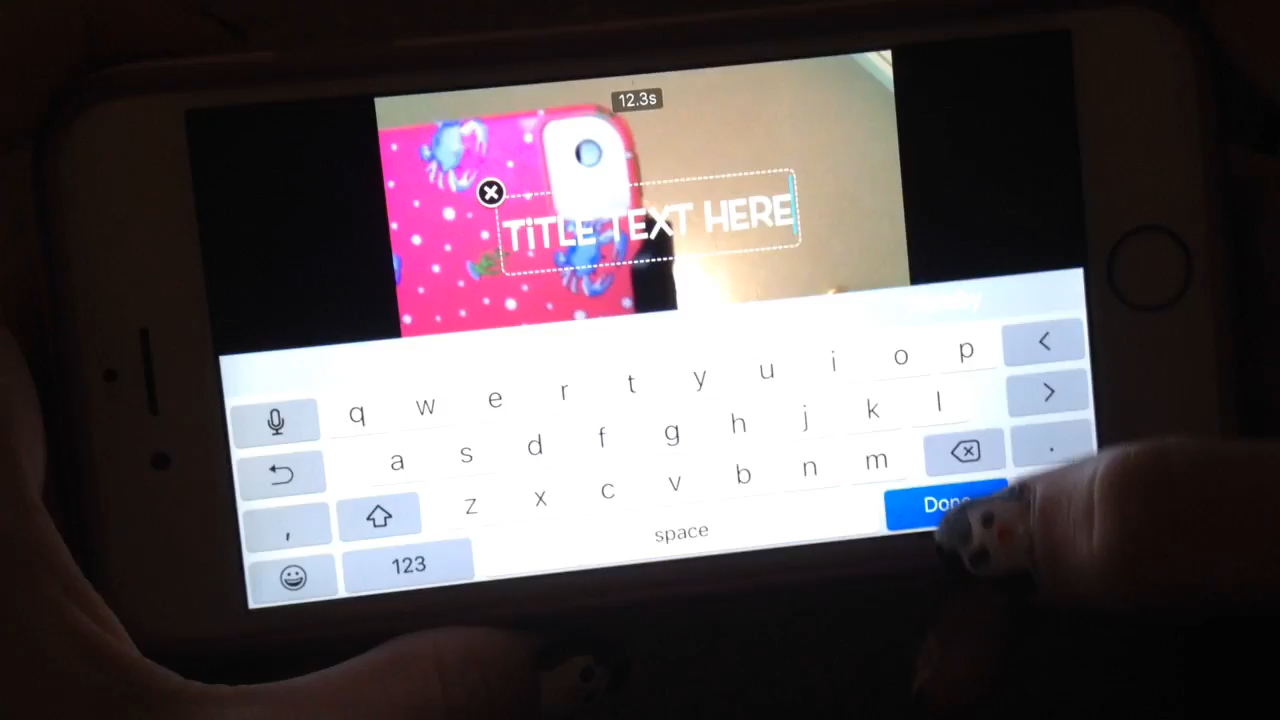 12.3s
TiTLE TEXT HERE
q w e r t y u i o p <
a s d f g h j k l >
z x c v b n m .
, 123 space Done